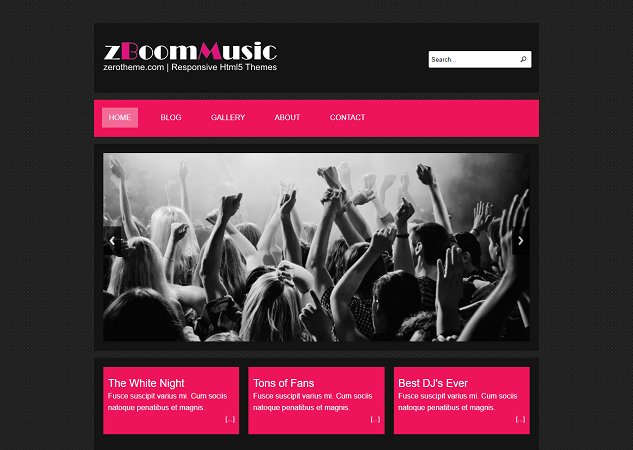 zBoomMusic
zerotheme.com | Responsive Html5 Themes
Search...
HOME
BLOG
GALLERY
ABOUT
CONTACT
The White Night
Fusce suscipit varius mi. Cum sociis
natoque penatibus et magnis.
[...]
Tons of Fans
Fusce suscipit varius mi. Cum sociis
natoque penatibus et magnis.
[...]
Best DJ's Ever
Fusce suscipit varius mi. Cum sociis
natoque penatibus et magnis.
[...]